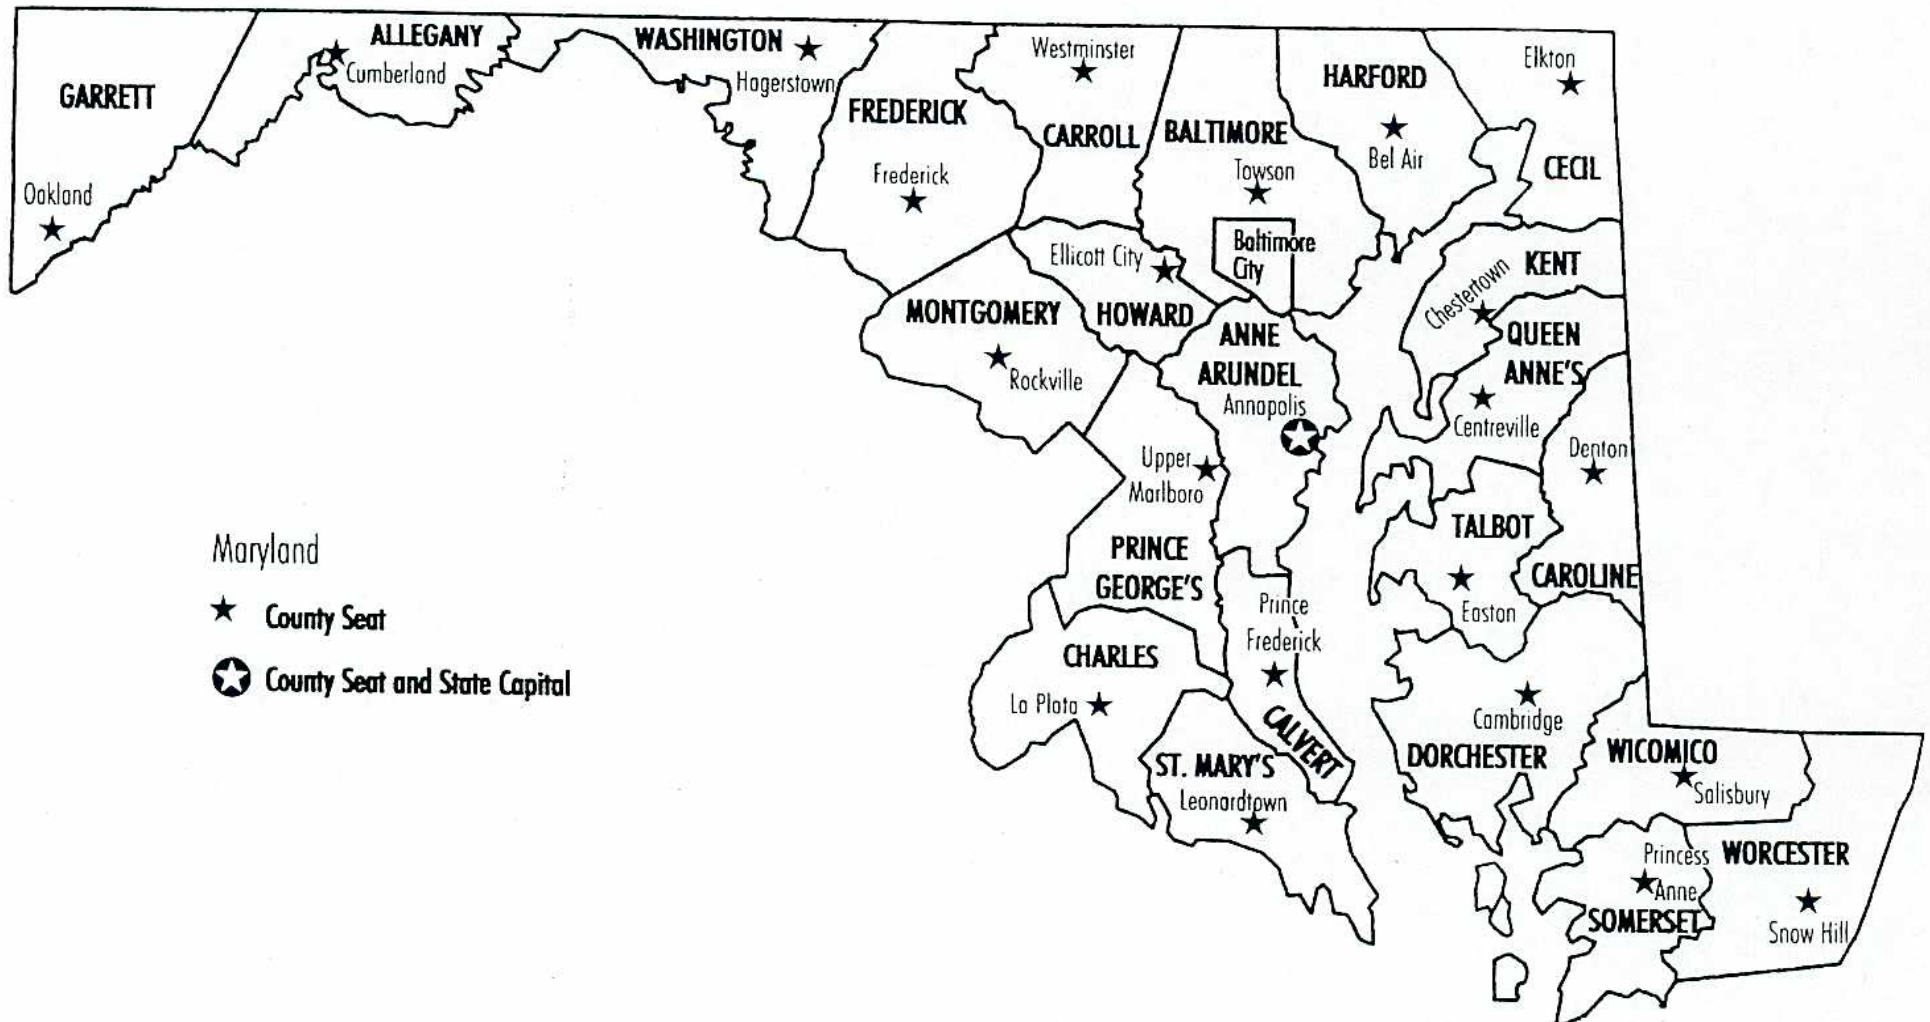 ALLEGANY
Cumberland
GARRETT
Oakland
WASHINGTON
Hagerstown
FREDERICK
Frederick
Westminster
CARROLL
BALTIMORE
Towson
Baltimore
City
HARFORD
Bel Air
Elkton
CECIL
Ellicott City
HOWARD
MONTGOMERY
Rockville
ANNE
ARUNDEL
Annapolis
KENT
Chestertown
QUEEN
ANNE'S
Centreville
Denton
CAROLINE
Upper
Marlboro
PRINCE
GEORGE'S
TALBOT
Easton
Prince
Frederick
CALVERT
CHARLES
La Plata
ST. MARY'S
Leonardtown
Cambridge
DORCHESTER
WICOMICO
Salisbury
Princess
Anne
SOMERSET
WORCESTER
Snow Hill
Maryland
County Seat
County Seat and State Capital